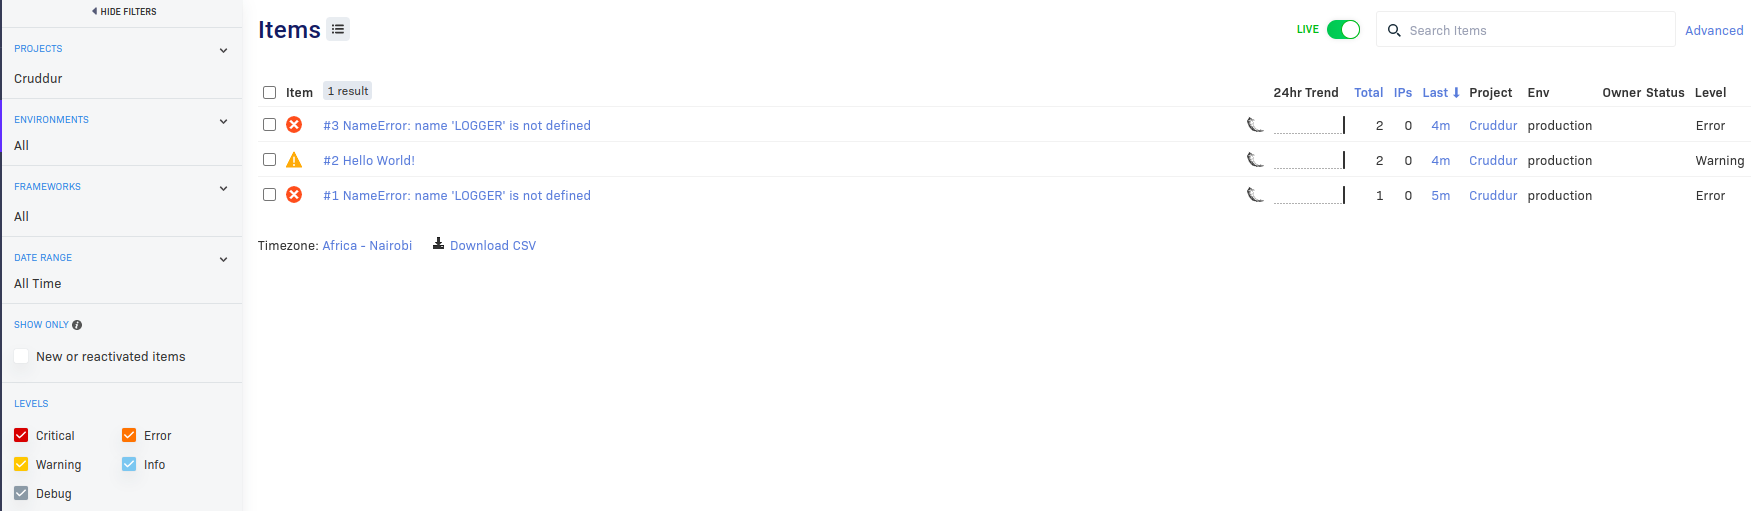 HIDE FILTERS
PROJECTS
Cruddur
ENVIRONMENTS
All
FRAMEWORKS
All
DATE RANGE
All Time
SHOW ONLY
New or reactivated items
LEVELS
Critical Error
Warning Info
Debug
Items LIVE Search Items Advanced
Item 1 result 24hr Trend Total IPs Last Project Env Owner Status Level
#3 NameError: name 'LOGGER' is not defined 2 0 4m Cruddur production Error
#2 Hello World! 2 0 4m Cruddur production Warning
#1 NameError: name 'LOGGER' is not defined 1 0 5m Cruddur production Error
Timezone: Africa - Nairobi Download CSV